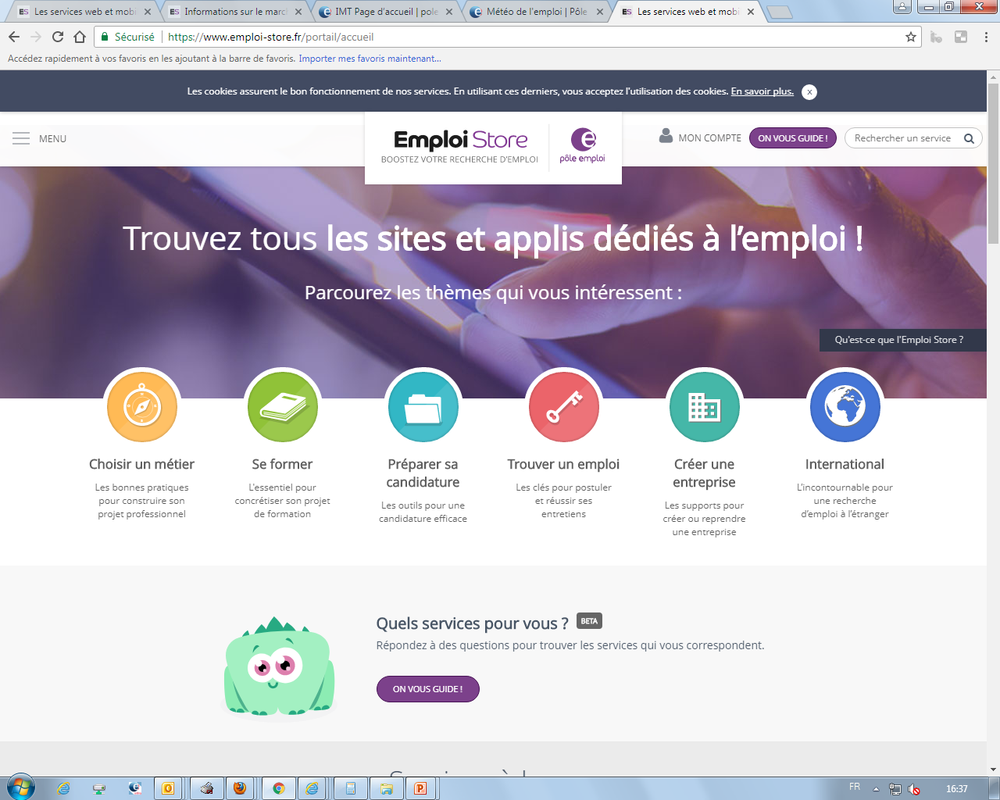 Les services web et mobi
Informations sur le march
IMT Page d'accueil | pole
Météo de l'emploi | Pôle
Les services web et mobi
Sécurisé https://www.emploi-store.fr/portail/accueil
Accédez rapidement à vos favoris en les ajoutant à la barre de favoris. Importer mes favoris maintenant...
Les cookies assurent le bon fonctionnement de nos services. En utilisant ces derniers, vous acceptez l'utilisation des cookies. En savoir plus. x
MENU
Emploi Store
BOOSTEZ VOTRE RECHERCHE D'EMPLOI
pôle emploi
MON COMPTE
ON VOUS GUIDE !
Rechercher un service
Trouvez tous les sites et applis dédiés à l'emploi !
Parcourez les thèmes qui vous intéressent :
Qu'est-ce que l'Emploi Store ?
Choisir un métier
Les bonnes pratiques
pour construire son
projet professionnel
Se former
L'essentiel pour
concrétiser son projet
de formation
Préparer sa
candidature
Les outils pour une
candidature efficace
Trouver un emploi
Les clés pour postuler
et réussir ses
entretiens
Créer une
entreprise
Les supports pour
créer ou reprendre
une entreprise
International
L'incontournable pour
une recherche
d'emploi à l'étranger
Quels services pour vous ? BETA
Répondez à des questions pour trouver les services qui vous correspondent.
ON VOUS GUIDE !
FR
16:37